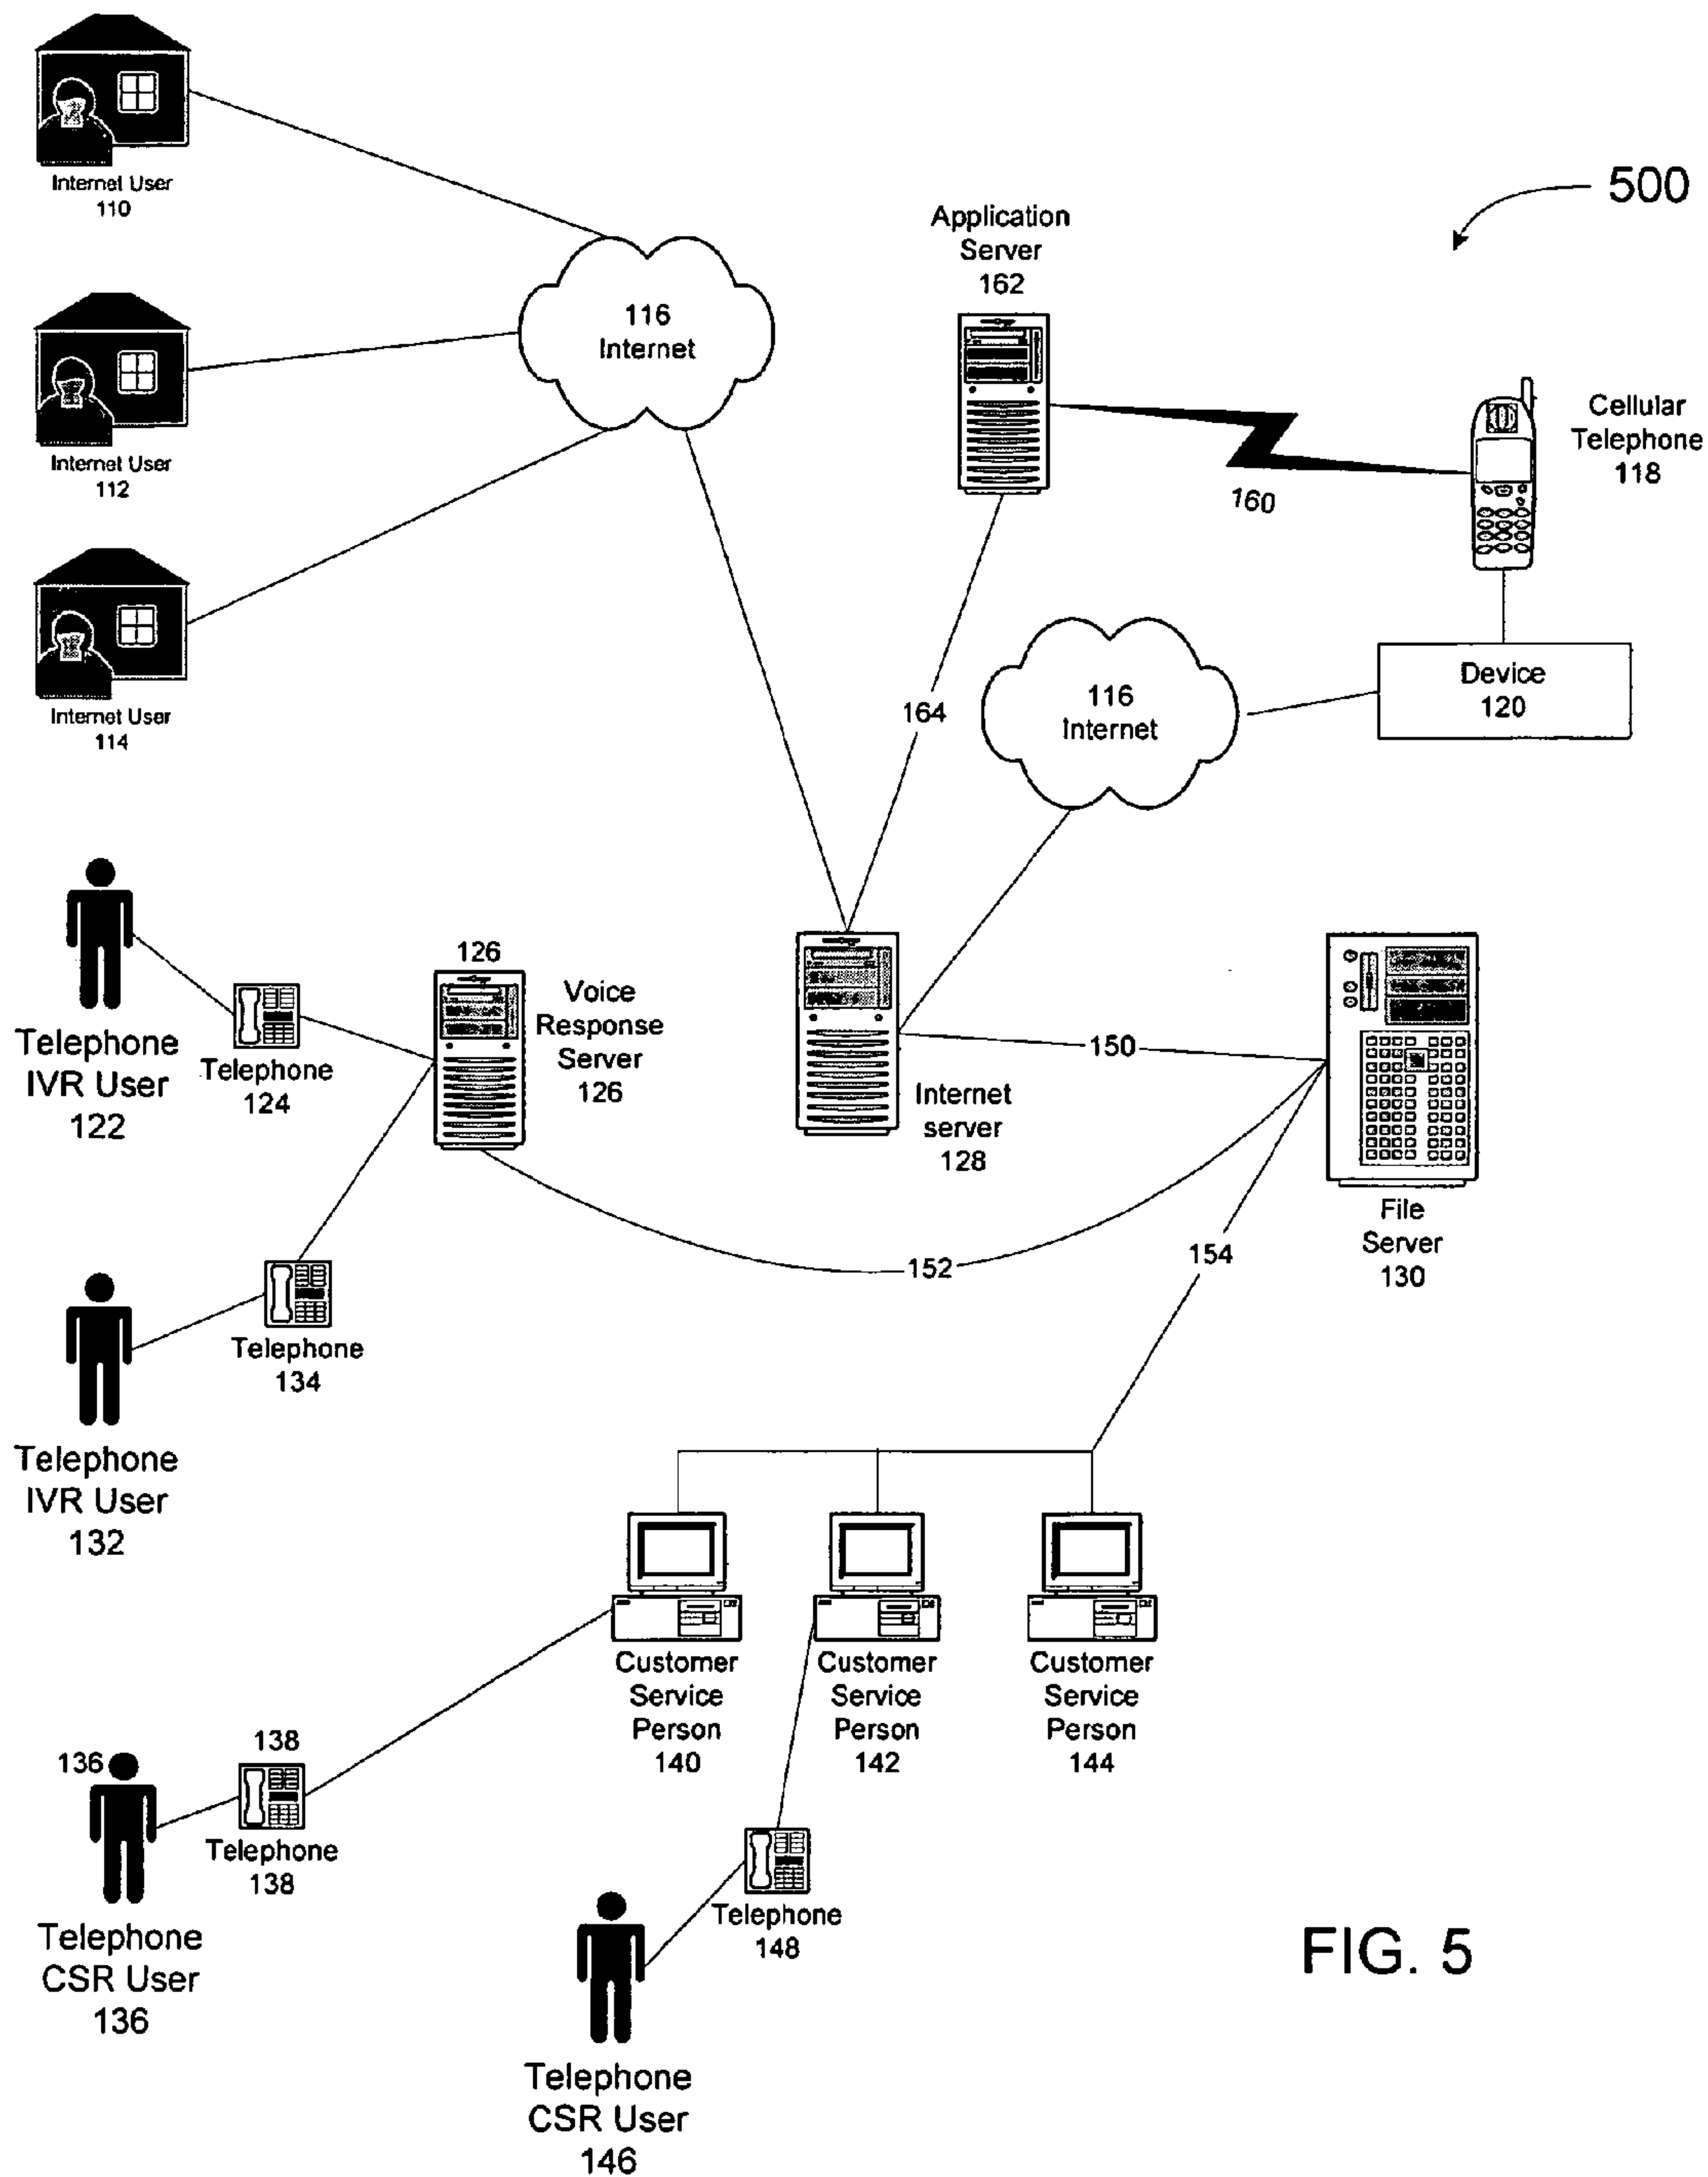 Internet User
110
500
Application
Server
162
116
Internet
Internet User
112
Cellular
Telephone
118
160
Internet User
114
164
116
Internet
Device
120
126
Voice
Response
Server
126
Telephone
IVR User
122
Telephone
124
150
Internet
server
128
File
Server
130
152
154
Telephone
134
Telephone
IVR User
132
Customer
Service
Person
140
Customer
Service
Person
142
Customer
Service
Person
144
136
138
Telephone
138
Telephone
CSR User
136
Telephone
148
Telephone
CSR User
146
FIG. 5